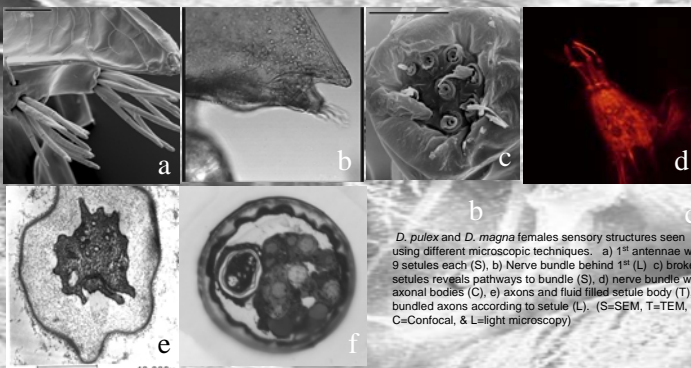 a
b
c
d
e
f
b
D. pulex and D. magna females sensory structures seen
using different microscopic techniques. a) 1st antennae w
9 setules each (S), b) Nerve bundle behind 1st (L) c) broke
setules reveals pathways to bundle (S), d) nerve bundle w
axonal bodies (C), e) axons and fluid filled setule body (T)
bundled axons according to setule (L). (S=SEM, T=TEM,
C=Confocal, & L=light microscopy)